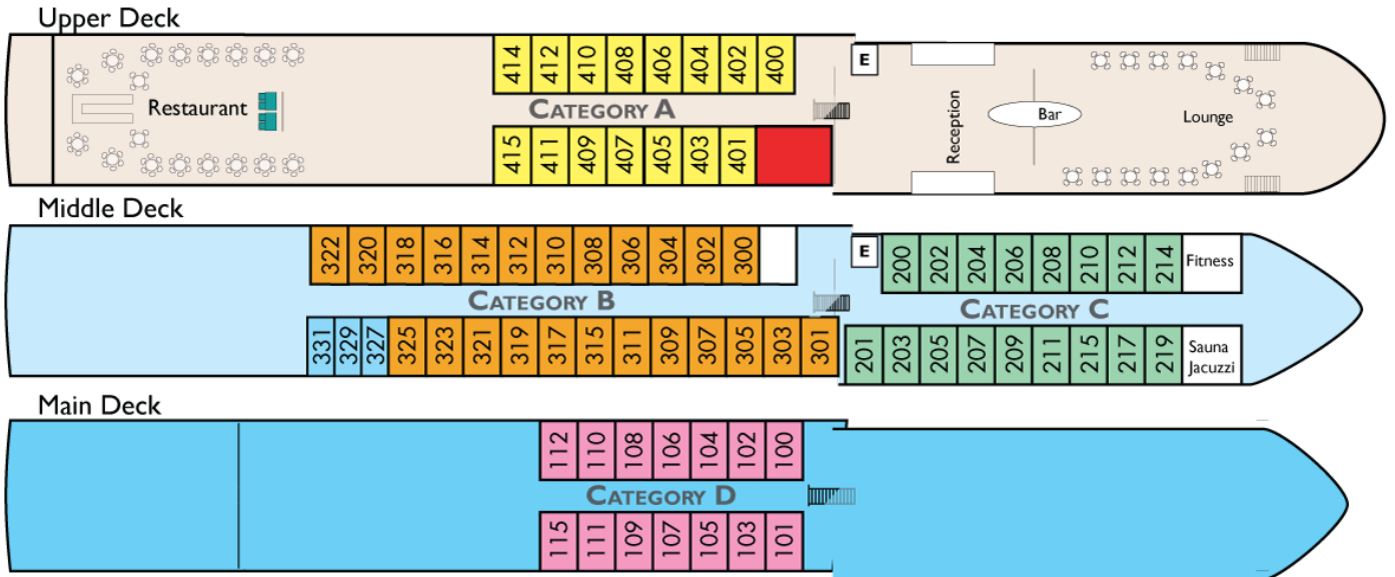 Upper Deck
414 412 410 408 406 404 402 400
E
Restaurant
CATEGORY A
Reception
Bar
Lounge
415 411 409 407 405 403 401
Middle Deck
322 320 318 316 314 312 310 308 306 304 302 300
E
200 202 204 206 208 210 212 214
Fitness
CATEGORY B
CATEGORY C
331 329 327 325 323 321 319 317 315 311 309 307 305 303 301
201 203 205 207 209 211 215 217 219
Sauna
Jacuzzi
Main Deck
112 110 108 106 104 102 100
CATEGORY D
115 111 109 107 105 103 101